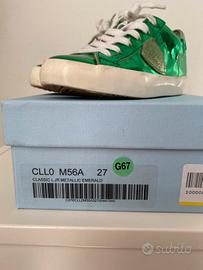 CLL0 M56A 27
CLASSIC L JR METALLIC EMERALD
G67
subito